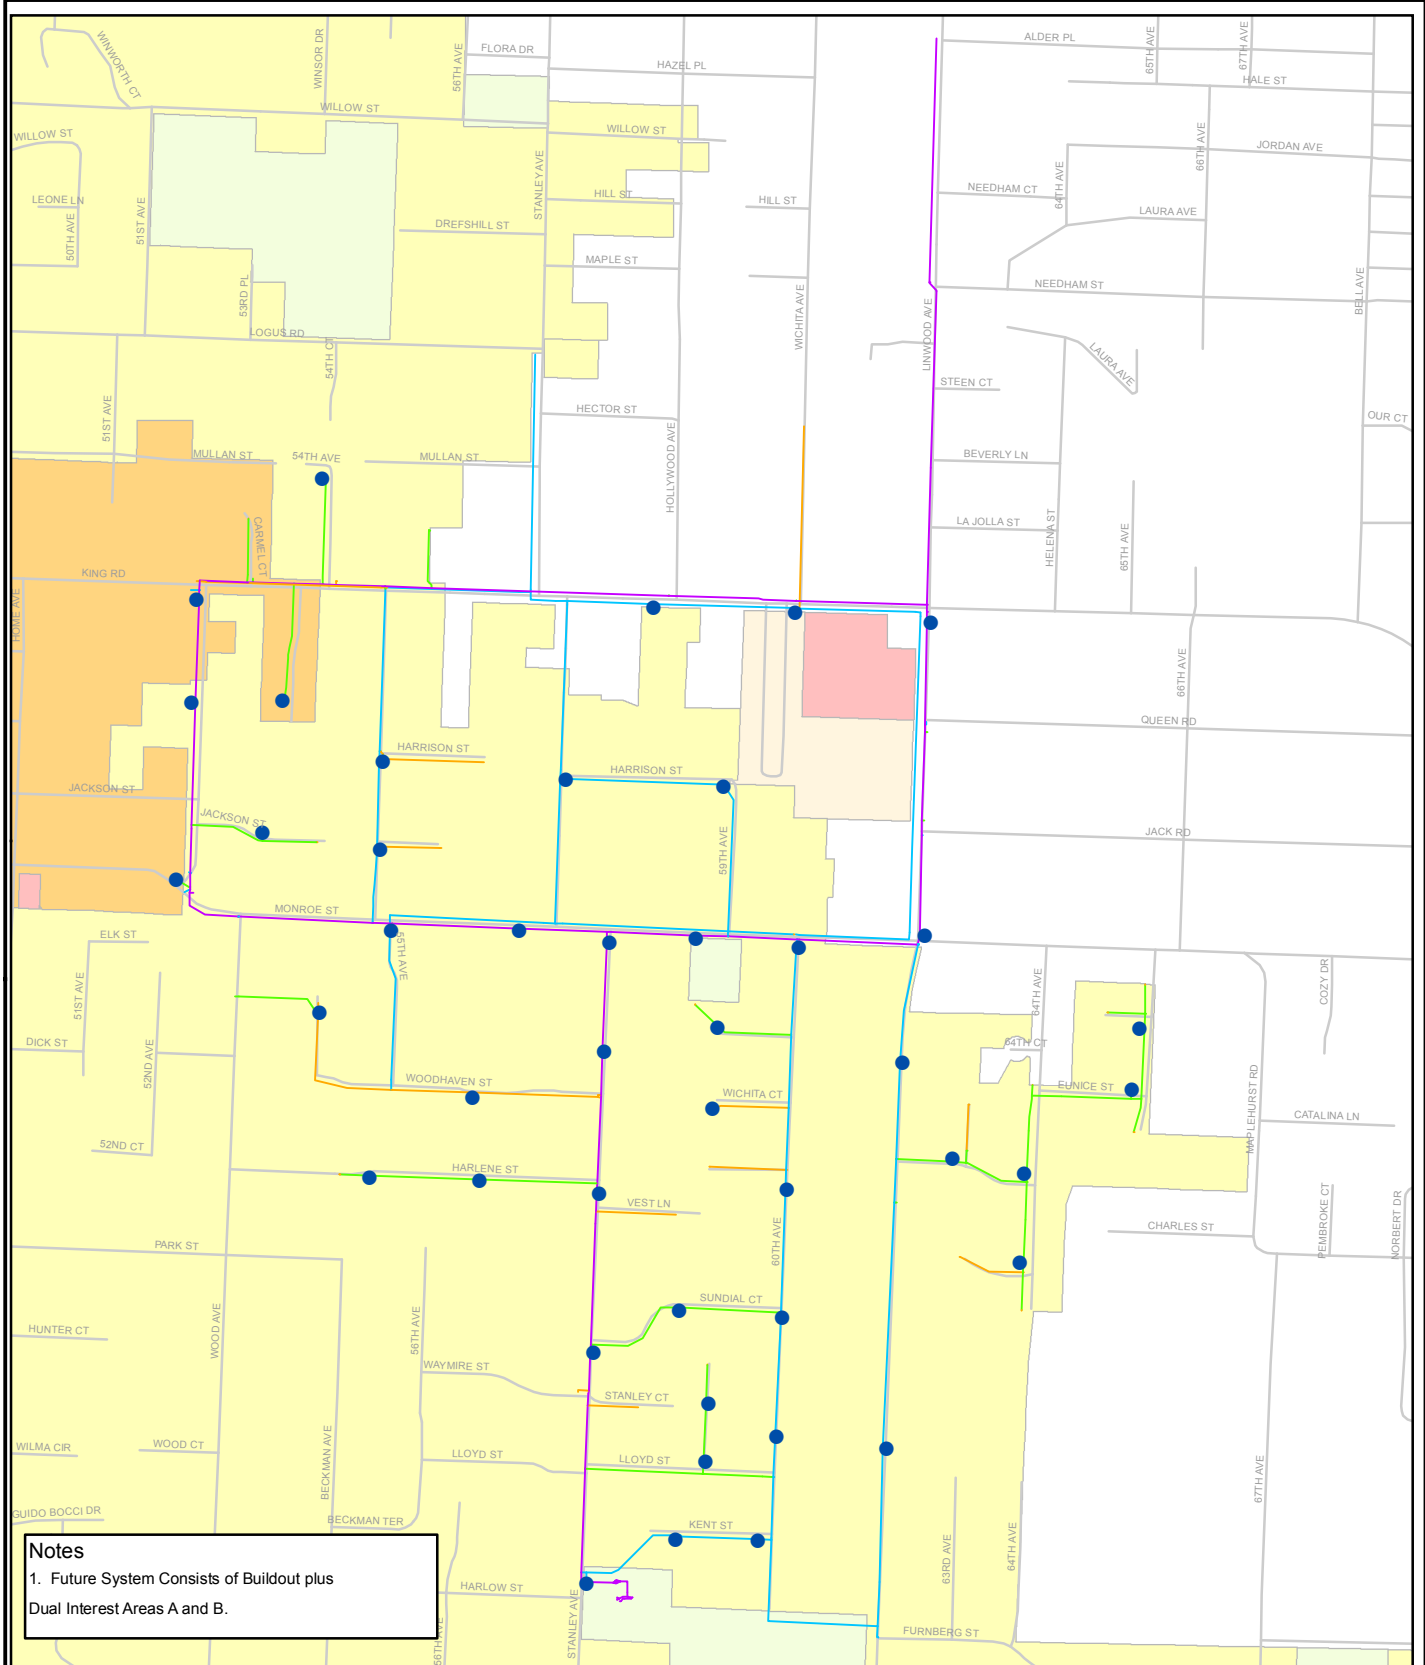 WINWORTH CT
WINSOR DR
56TH AVE
FLORA DR
HAZEL PL
ALDER PL
65TH AVE
67TH AVE
HALE ST
WILLOW ST
WILLOW ST
WILLOW ST
JORDAN AVE
66TH AVE
LEONE LN
50TH AVE
51ST AVE
STANLEY AVE
HILL ST
HILL ST
NEEDHAM CT
64TH AVE
LAURA AVE
DREFSHILL ST
MAPLE ST
53RD PL
NEEDHAM ST
BELL AVE
WICHITA AVE
LINWOOD AVE
LOGUS RD
54TH CT
LAURA AVE
STEEN CT
51ST AVE
HECTOR ST
OUR CT
HOLLYWOOD AVE
MULLAN ST
54TH AVE
MULLAN ST
BEVERLY LN
CARMEL CT
LA JOLLA ST
HELENA ST
65TH AVE
KING RD
HOME AVE
66TH AVE
QUEEN RD
HARRISON ST
HARRISON ST
JACKSON ST
JACKSON ST
JACK RD
59TH AVE
MONROE ST
ELK ST
55TH AVE
51ST AVE
64TH AVE
COZY DR
DICK ST
52ND AVE
64TH CT
WOODHAVEN ST
WICHITA CT
EUNICE ST
MAPLEHURST RD
CATALINA LN
52ND CT
HARLENE ST
VEST LN
60TH AVE
CHARLES ST
PEMBROKE CT
NORBERT DR
PARK ST
SUNDIAL CT
HUNTER CT
WOOD AVE
56TH AVE
WAYMIRE ST
STANLEY CT
WILMA CIR
WOOD CT
BECKMAN AVE
LLOYD ST
LLOYD ST
67TH AVE
GUIDO BOCCI DR
BECKMAN TER
KENT ST
63RD AVE
64TH AVE
Notes
1. Future System Consists of Buildout plus
Dual Interest Areas A and B.
HARLOW ST
56TH AVE
STANLEY AVE
FURNBERG ST